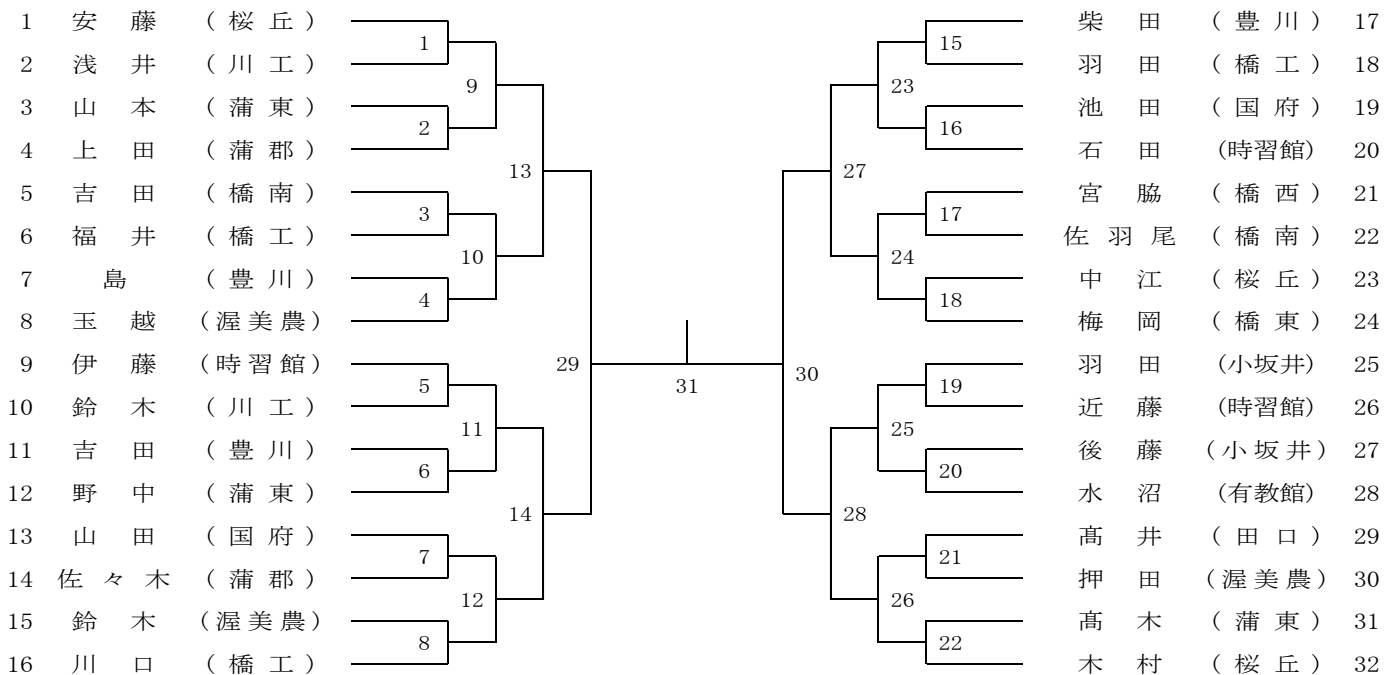 1 安藤 (桜丘)
2 浅井 (川工)
3 山本 (蒲東)
4 上田 (蒲郡)
5 吉田 (橋南)
6 福井 (橋工)
7 島 (豊川)
8 玉越 (渥美農)
9 伊藤 (時習館)
10 鈴木 (川工)
11 吉田 (豊川)
12 野中 (蒲東)
13 山田 (国府)
14 佐々木 (蒲郡)
15 鈴木 (渥美農)
16 川口 (橋工)
1
2
3
4
5
6
7
8
9
10
11
12
13
14
29
31
30
27
28
23
24
25
26
15
16
17
18
19
20
21
22
柴田 (豊川) 17
羽田 (橋工) 18
池田 (国府) 19
石田 (時習館) 20
宮脇 (橋西) 21
佐羽尾 (橋南) 22
中江 (桜丘) 23
梅岡 (橋東) 24
羽田 (小坂井) 25
近藤 (時習館) 26
後藤 (小坂井) 27
水沼 (有教館) 28
髙井 (田口) 29
押田 (渥美農) 30
髙木 (蒲東) 31
木村 (桜丘) 32